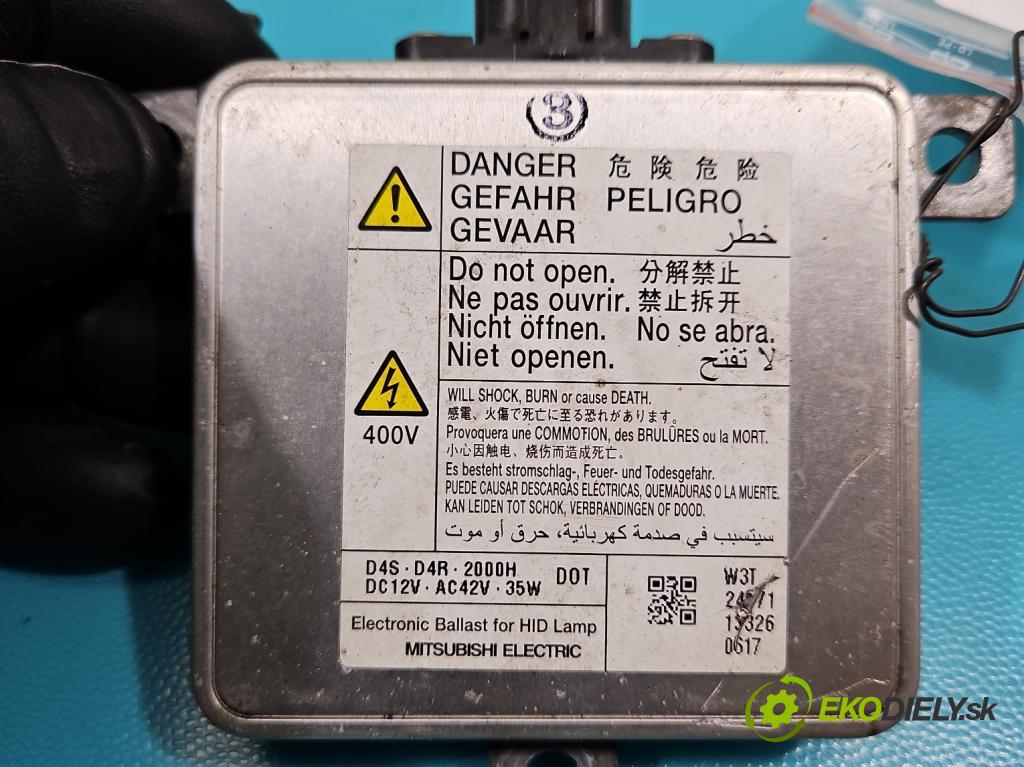 3
DANGER 危険危险
GEFAHR PELIGRO
GEVAAR خطر
Do not open. 分解禁止
Ne pas ouvrir. 禁止拆开
Nicht öffnen. No se abra.
Niet openen. لا تفتح
400V
WILL SHOCK, BURN or cause DEATH.
感電、火傷で死亡に至る恐れがあります。
Provoquera une COMMOTION, des BRULÛRES ou la MORT.
小心因触电、烧伤而造成死亡。
Es besteht stromschlag-, Feuer- und Todesgefahr.
PUEDE CAUSAR DESCARGAS ELÉCTRICAS, QUEMADURAS O LA MUERTE.
KAN LEIDEN TOT SCHOK, VERBRANDINGEN OF DOOD.
سيتسبب في صدمة كهربائية، حرق أو موت
D4S · D4R · 2000H DOT
DC12V · AC42V · 35W
Electronic Ballast for HID Lamp
MITSUBISHI ELECTRIC
W3T
0617
EKODIELY.sk